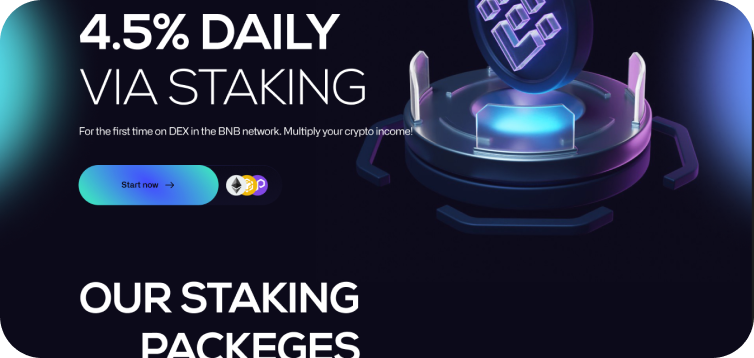 4.5% DAILY
VIA STAKING
For the first time on DEX in the BNB network. Multiply your crypto income!
Start now
OUR STAKING
PACKEGES